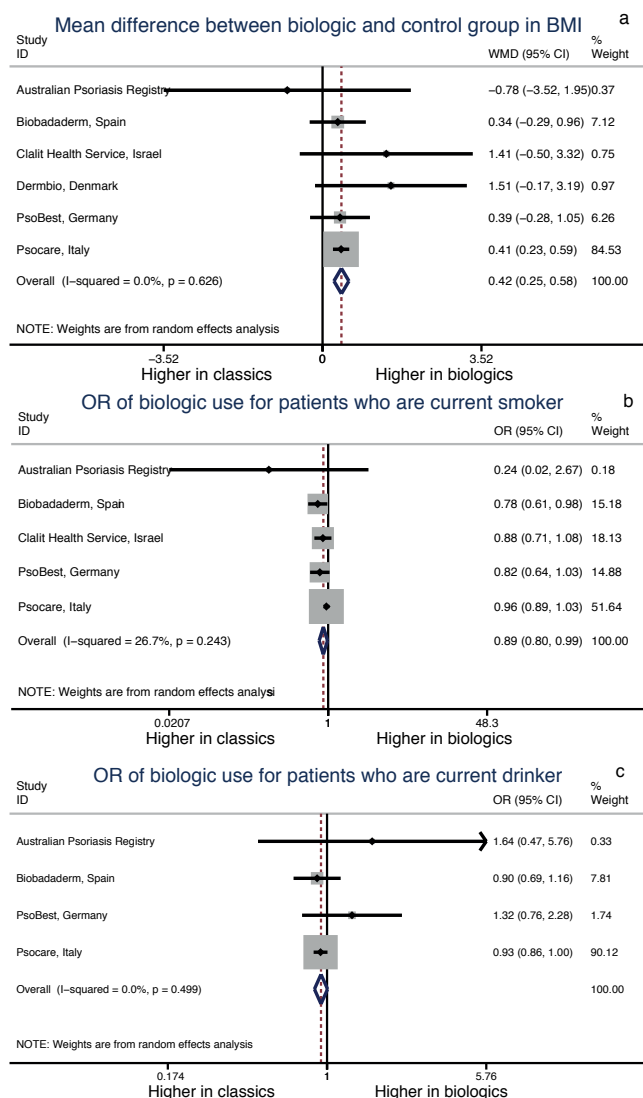 Mean difference between biologic and control group in BMI
a
Study
ID
WMD (95% CI)
%
Weight
Australian Psoriasis Registry −0.78 (−3.52, 1.95) 0.37
Biobadaderm, Spain 0.34 (−0.29, 0.96) 7.12
Clalit Health Service, Israel 1.41 (−0.50, 3.32) 0.75
Dermbio, Denmark 1.51 (−0.17, 3.19) 0.97
PsoBest, Germany 0.39 (−0.28, 1.05) 6.26
Psocare, Italy 0.41 (0.23, 0.59) 84.53
Overall (I−squared = 0.0%, p = 0.626) 0.42 (0.25, 0.58) 100.00
NOTE: Weights are from random effects analysis
−3.52 0 3.52
Higher in classics Higher in biologics
OR of biologic use for patients who are current smoker
b
Study
ID
OR (95% CI)
%
Weight
Australian Psoriasis Registry 0.24 (0.02, 2.67) 0.18
Biobadaderm, Spain 0.78 (0.61, 0.98) 15.18
Clalit Health Service, Israel 0.88 (0.71, 1.08) 18.13
PsoBest, Germany 0.82 (0.64, 1.03) 14.88
Psocare, Italy 0.96 (0.89, 1.03) 51.64
Overall (I−squared = 26.7%, p = 0.243) 0.89 (0.80, 0.99) 100.00
NOTE: Weights are from random effects analysi
0.0207 1 48.3
Higher in classics Higher in biologics
OR of biologic use for patients who are current drinker
c
Study
ID
OR (95% CI)
%
Weight
Australian Psoriasis Registry 1.64 (0.47, 5.76) 0.33
Biobadaderm, Spain 0.90 (0.69, 1.16) 7.81
PsoBest, Germany 1.32 (0.76, 2.28) 1.74
Psocare, Italy 0.93 (0.86, 1.00) 90.12
Overall (I−squared = 0.0%, p = 0.499) 100.00
NOTE: Weights are from random effects analysis
0.174 1 5.76
Higher in classics Higher in biologics